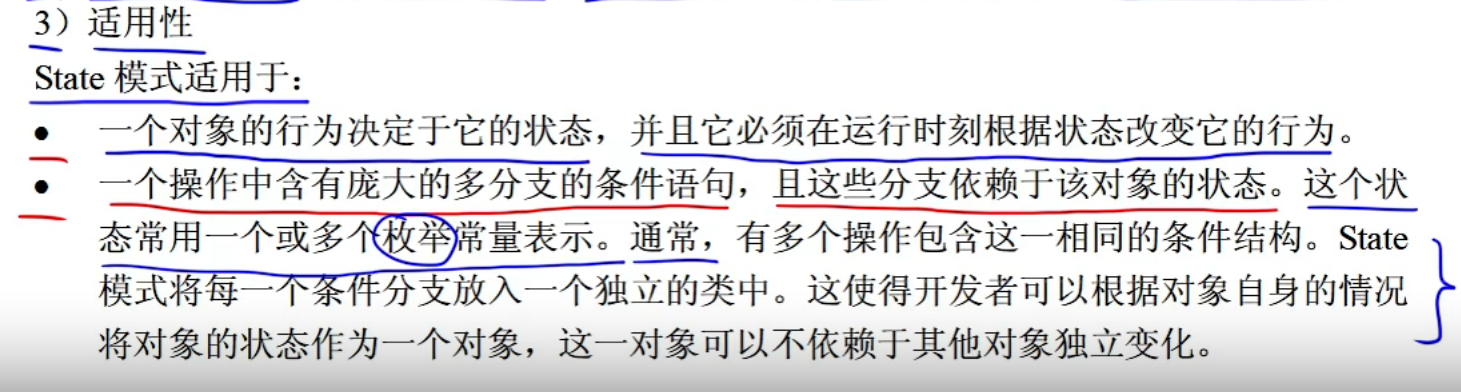 3）适用性
State 模式适用于：
● 一个对象的行为决定于它的状态，并且它必须在运行时刻根据状态改变它的行为。
● 一个操作中含有庞大的多分支的条件语句，且这些分支依赖于该对象的状态。这个状
态常用一个或多个枚举常量表示。通常，有多个操作包含这一相同的条件结构。State
模式将每一个条件分支放入一个独立的类中。这使得开发者可以根据对象自身的情况
将对象的状态作为一个对象，这一对象可以不依赖于其他对象独立变化。